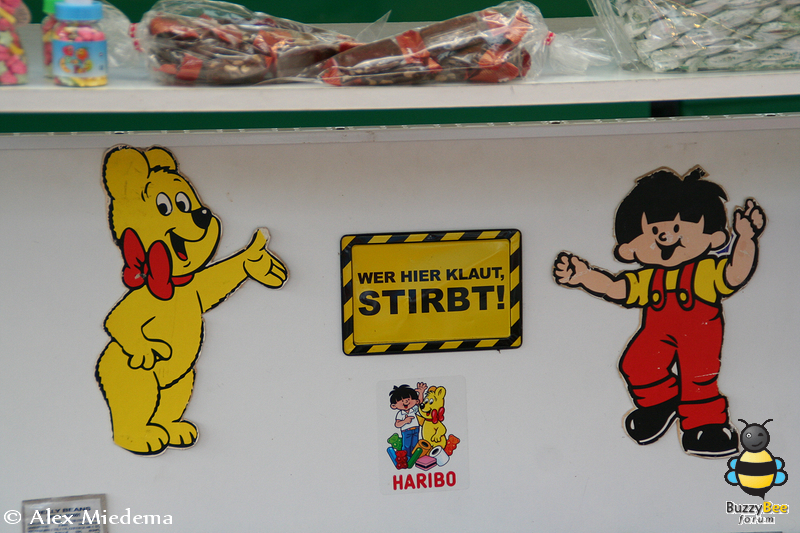 WER HIER KLAUT,
STIRBT!
HARIBO
© Alex Miedema
BuzzyBee
forum